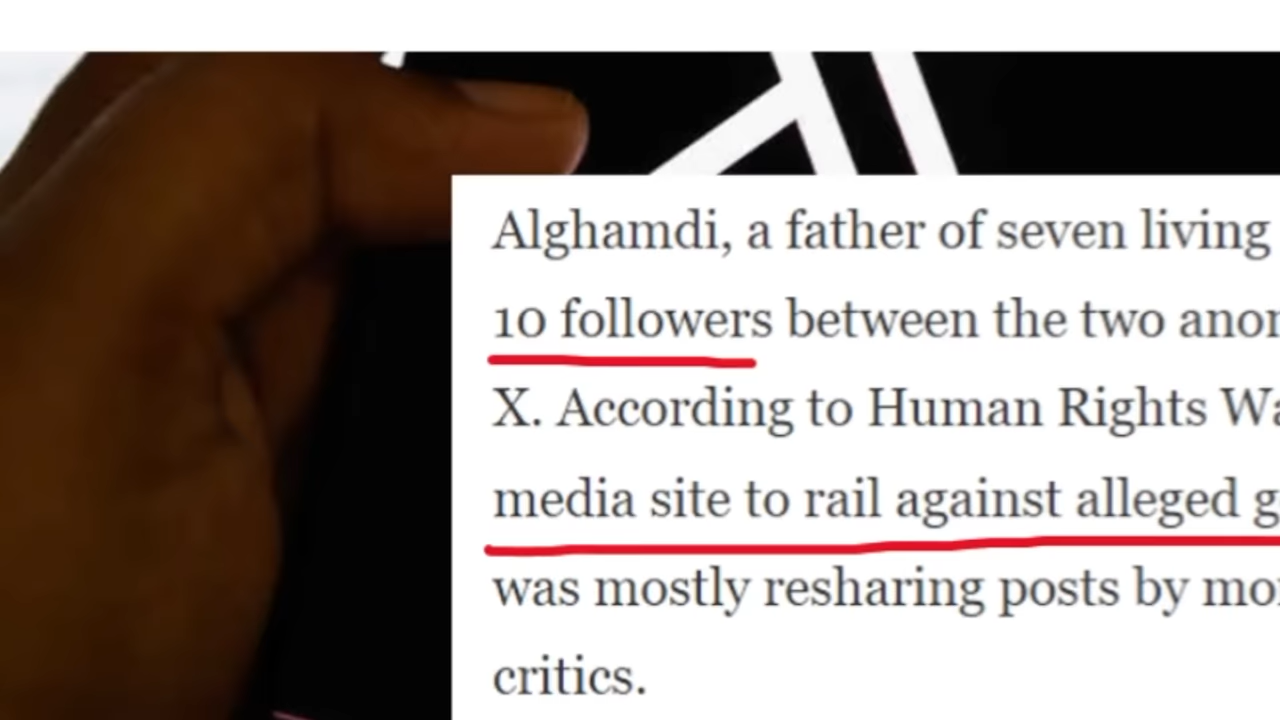 Alghamdi, a father of seven living
10 followers between the two
X. According to Human Rights
media site to rail against alleged
was mostly resharing posts by
critics.